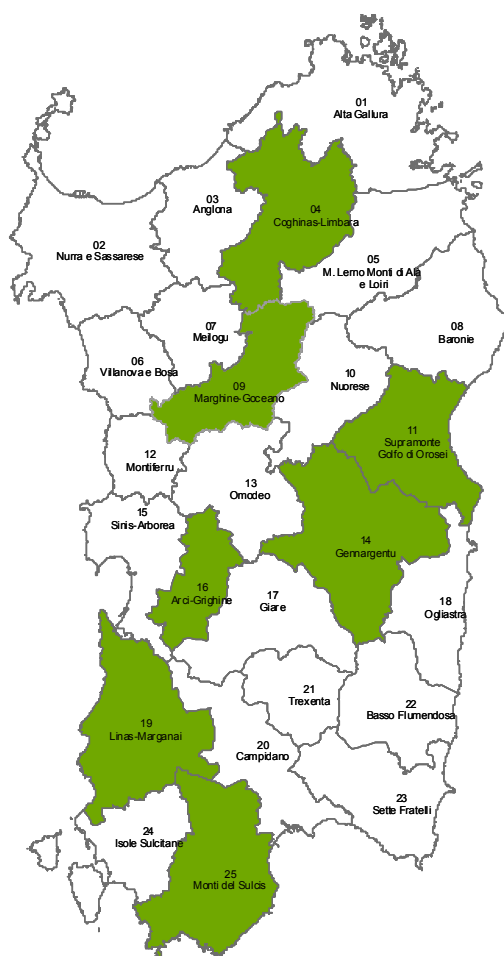 01
Alta Gallura
03
Anglona
04
Coghinas-Limbara
02
Nurra e Sassarese
05
M. Lerno Monti di Alà
e Loiri
07
Meilogu
08
Baronie
06
Villanova e Bosa
10
Nuorese
09
Marghine-Goceano
11
Supramonte
Golfo di Orosei
12
Montiferru
13
Omodeo
15
Sinis-Arborea
14
Gennargentu
16
Arci-Grighine
17
Giare
18
Ogliastra
21
Trexenta
22
Basso Flumendosa
19
Linas-Marganai
20
Campidano
23
Sette Fratelli
24
Isole Sulcitane
25
Monti del Sulcis